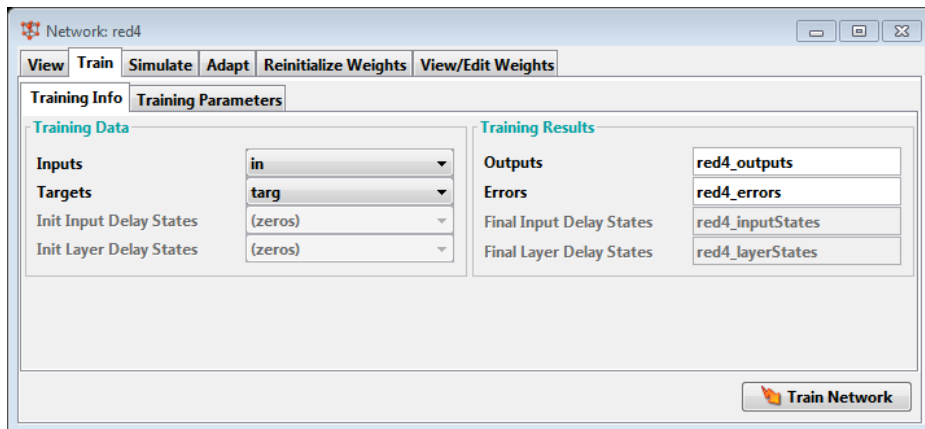 Network: red4
View Train Simulate Adapt Reinitialize Weights View/Edit Weights
Training Info Training Parameters
Training Data
Inputs in
Targets targ
Init Input Delay States (zeros)
Init Layer Delay States (zeros)
Training Results
Outputs red4_outputs
Errors red4_errors
Final Input Delay States red4_inputStates
Final Layer Delay States red4_layerStates
Train Network